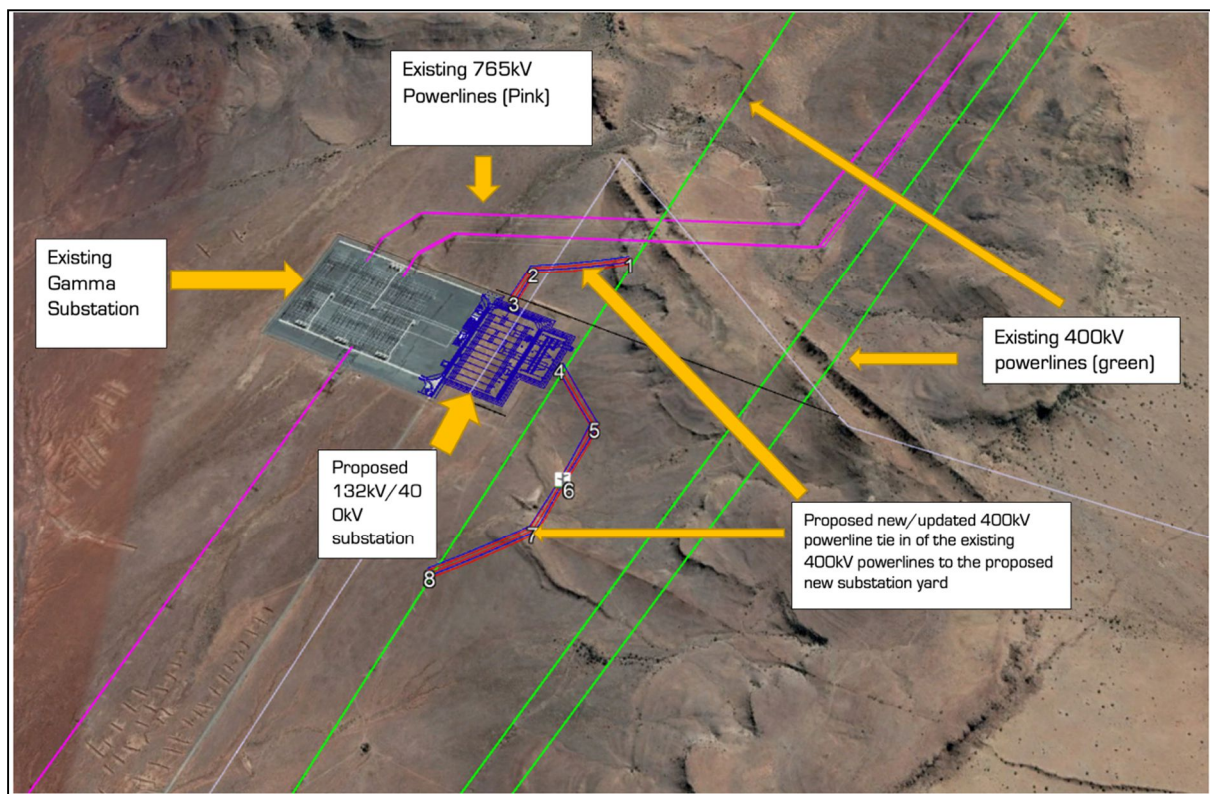 Existing 765kV
Powerlines (Pink)
Existing
Gamma
Substation
1
2
3
Existing 400kV
powerlines (green)
4
5
Proposed
132kV/40
0kV
substation
6
7
8
Proposed new/updated 400kV
powerline tie in of the existing
400kV powerlines to the proposed
new substation yard